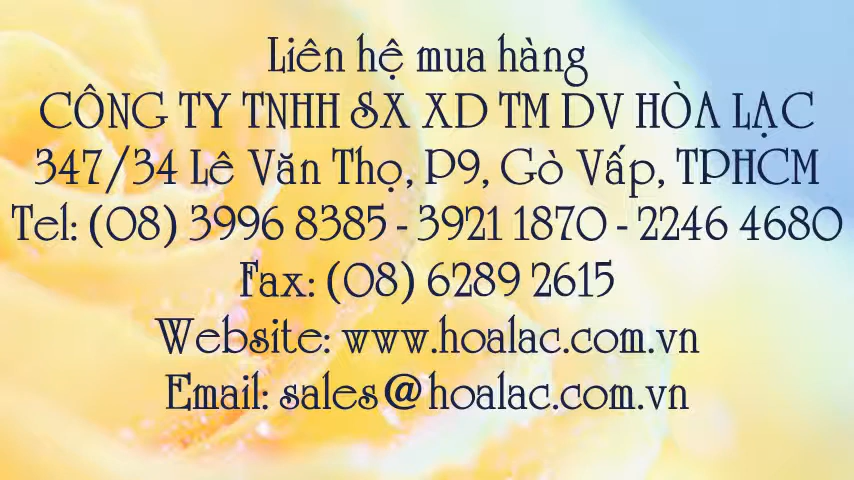 Liên hệ mua hàng
CÔNG TY TNHH SX XD TM DV HÒA LẠC
347/34 Lê Văn Thọ, P9, Gò Vấp, TPHCM
Tel: (08) 3996 8385 - 3921 1870 - 2246 4680
Fax: (08) 6289 2615
Website: www.hoalac.com.vn
Email: sales@hoalac.com.vn